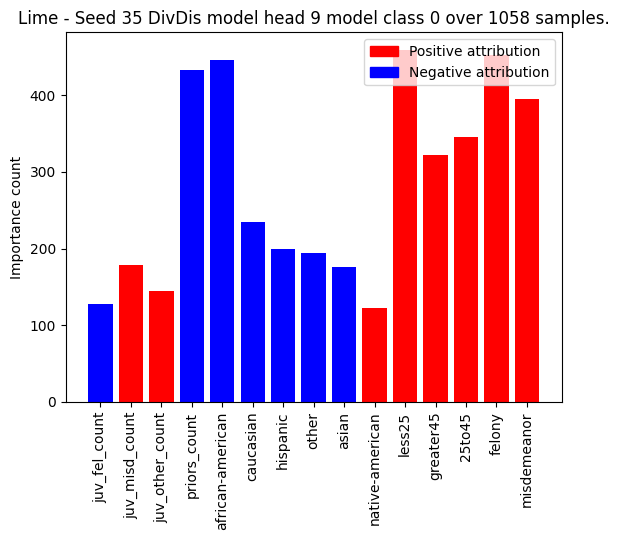 Lime - Seed 35 DivDis model head 9 model class 0 over 1058 samples.
Positive attribution
Negative attribution
Importance count
400
300
200
100
0
juv_fel_count
juv_misd_count
juv_other_count
priors_count
african-american
caucasian
hispanic
other
asian
native-american
less25
greater45
25to45
felony
misdemeanor